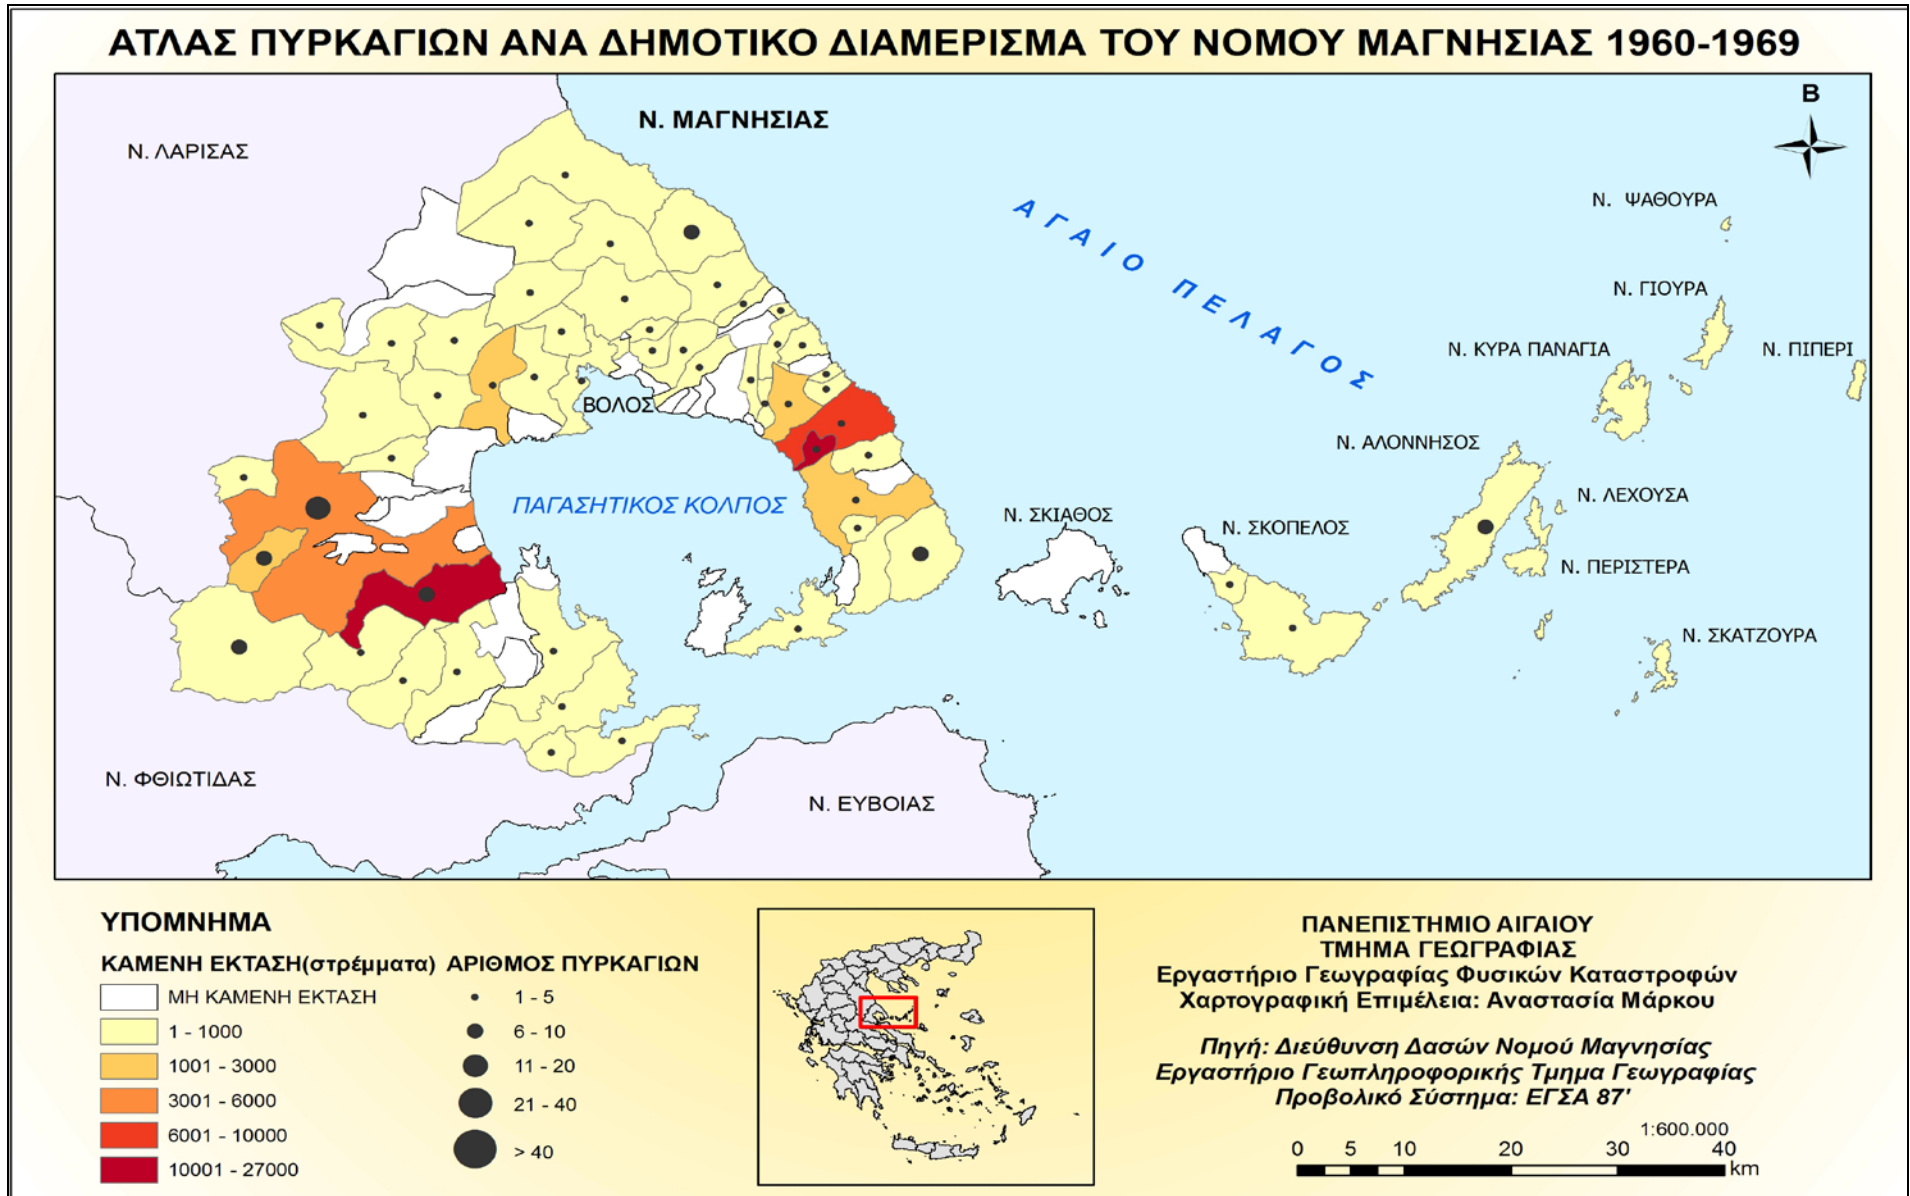 ΑΤΛΑΣ ΠΥΡΚΑΓΙΩΝ ΑΝΑ ΔΗΜΟΤΙΚΟ ΔΙΑΜΕΡΙΣΜΑ ΤΟΥ ΝΟΜΟΥ ΜΑΓΝΗΣΙΑΣ 1960-1969
Β
Ν. ΜΑΓΝΗΣΙΑΣ
Ν. ΛΑΡΙΣΑΣ
Ν. ΨΑΘΟΥΡΑ
ΑΓΑΙΟ ΠΕΛΑΓΟΣ
Ν. ΓΙΟΥΡΑ
Ν. ΚΥΡΑ ΠΑΝΑΓΙΑ
Ν. ΠΙΠΕΡΙ
ΒΟΛΟΣ
Ν. ΑΛΟΝΝΗΣΟΣ
ΠΑΓΑΣΗΤΙΚΟΣ ΚΟΛΠΟΣ
Ν. ΛΕΧΟΥΣΑ
Ν. ΣΚΙΑΘΟΣ
Ν. ΣΚΟΠΕΛΟΣ
Ν. ΠΕΡΙΣΤΕΡΑ
Ν. ΣΚΑΤΖΟΥΡΑ
Ν. ΦΘΙΩΤΙΔΑΣ
Ν. ΕΥΒΟΙΑΣ
ΥΠΟΜΝΗΜΑ
ΚΑΜΕΝΗ ΕΚΤΑΣΗ(στρέμματα)
ΜΗ ΚΑΜΕΝΗ ΕΚΤΑΣΗ
1 - 1000
1001 - 3000
3001 - 6000
6001 - 10000
10001 - 27000
ΑΡΙΘΜΟΣ ΠΥΡΚΑΓΙΩΝ
1 - 5
6 - 10
11 - 20
21 - 40
> 40
ΠΑΝΕΠΙΣΤΗΜΙΟ ΑΙΓΑΙΟΥ
ΤΜΗΜΑ ΓΕΩΓΡΑΦΙΑΣ
Εργαστήριο Γεωγραφίας Φυσικών Καταστροφών
Χαρτογραφική Επιμέλεια: Αναστασία Μάρκου
Πηγή: Διεύθυνση Δασών Νομού Μαγνησίας
Εργαστήριο Γεωπληροφορικής Τμημα Γεωγραφίας
Προβολικό Σύστημα: ΕΓΣΑ 87'
1:600.000
0 5 10 20 30 40
km